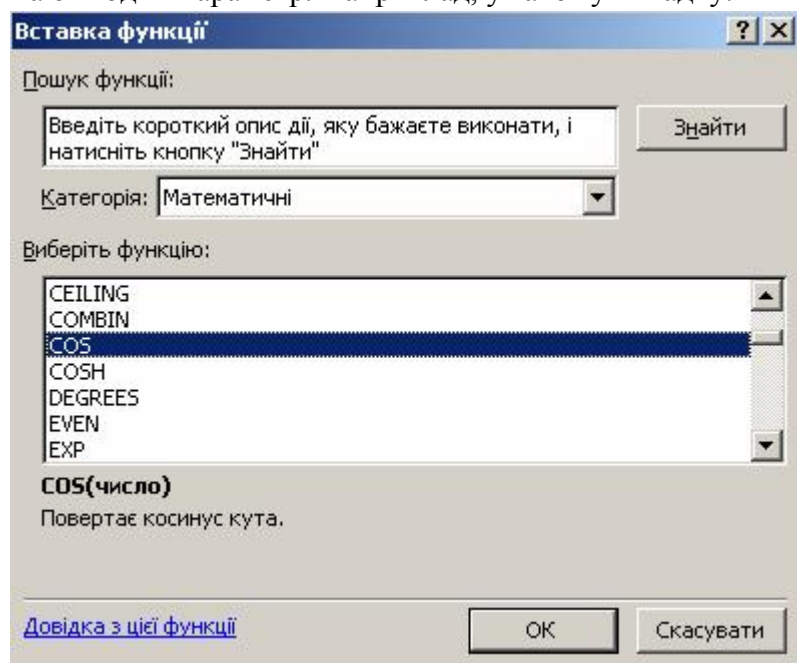 Вставка функції
Пошук функції:
Введіть короткий опис дії, яку бажаєте виконати, і
натисніть кнопку "Знайти"
Знайти
Категорія: Математичні
Виберіть функцію:
CEILING
COMBIN
COS
COSH
DEGREES
EVEN
EXP
COS(число)
Повертає косинус кута.
Довідка з цієї функції
ОК
Скасувати